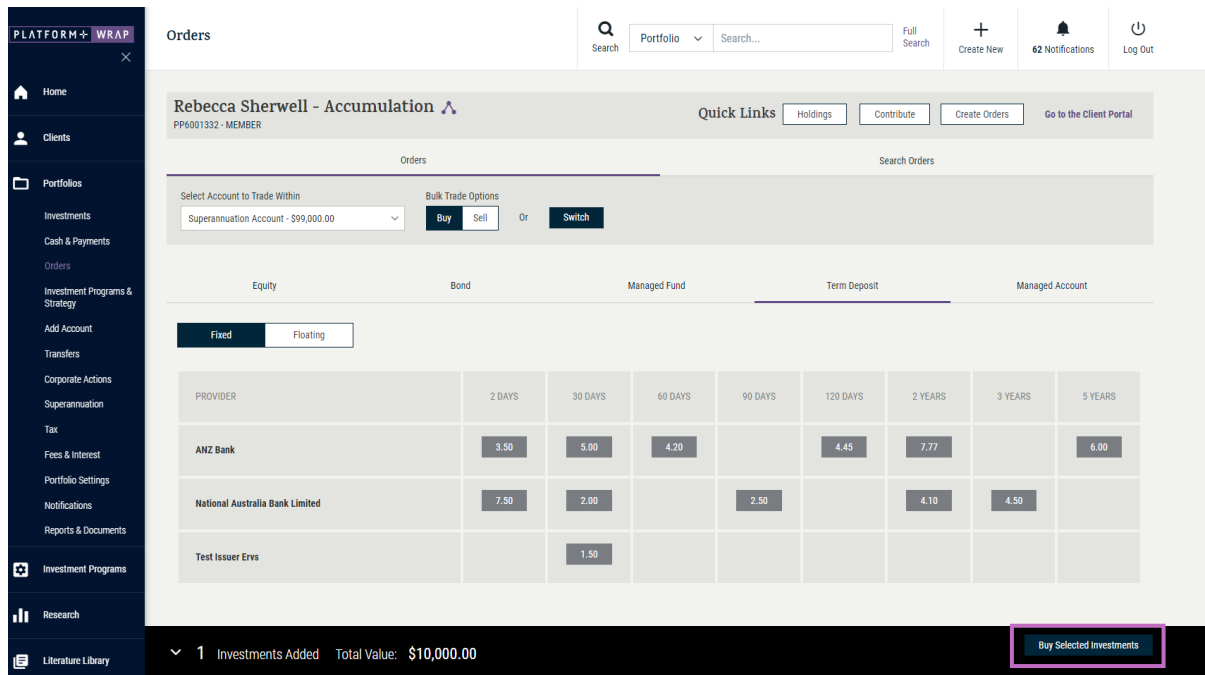 PLATFORM+ WRAP
Orders
Search
Portfolio
Search...
Full
Search
Create New
62 Notifications
Log Out
Home
Clients
Portfolios
Investments
Cash & Payments
Orders
Investment Programs &
Strategy
Add Account
Transfers
Corporate Actions
Superannuation
Tax
Fees & Interest
Portfolio Settings
Notifications
Reports & Documents
Investment Programs
Research
Literature Library
Rebecca Sherwell - Accumulation
PP6001332 - MEMBER
Quick Links Holdings Contribute Create Orders Go to the Client Portal
Orders Search Orders
Select Account to Trade Within Bulk Trade Options
Superannuation Account - $99,000.00 Buy Sell Or Switch
Equity Bond Managed Fund Term Deposit Managed Account
Fixed Floating
PROVIDER 2 DAYS 30 DAYS 60 DAYS 90 DAYS 120 DAYS 2 YEARS 3 YEARS 5 YEARS
ANZ Bank 3.50 5.00 4.20 4.45 7.77 6.00
National Australia Bank Limited 7.50 2.00 2.50 4.10 4.50
Test Issuer Ervs 1.50
1 Investments Added Total Value: $10,000.00 Buy Selected Investments